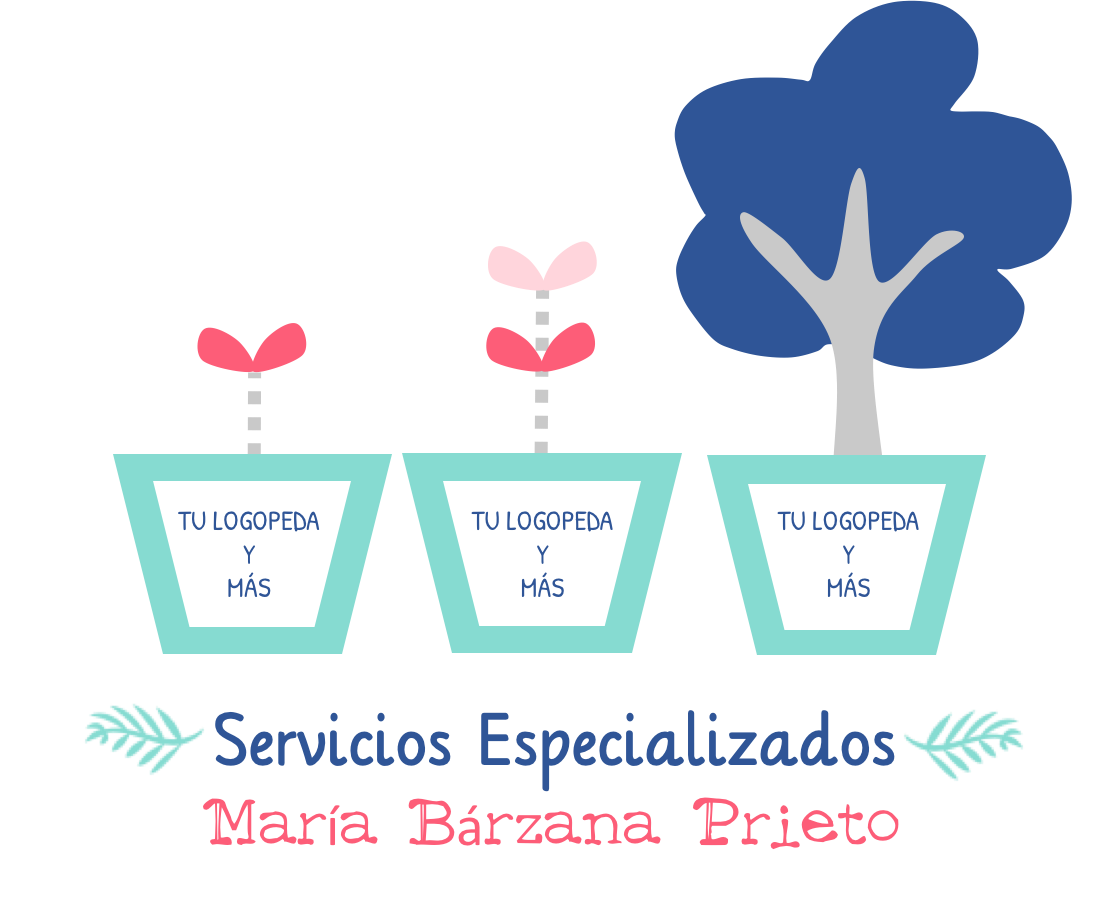 TU LOGOPEDA
Y
MÁS
TU LOGOPEDA
Y
MÁS
TU LOGOPEDA
Y
MÁS
Servicios Especializados
María Bárzana Prieto